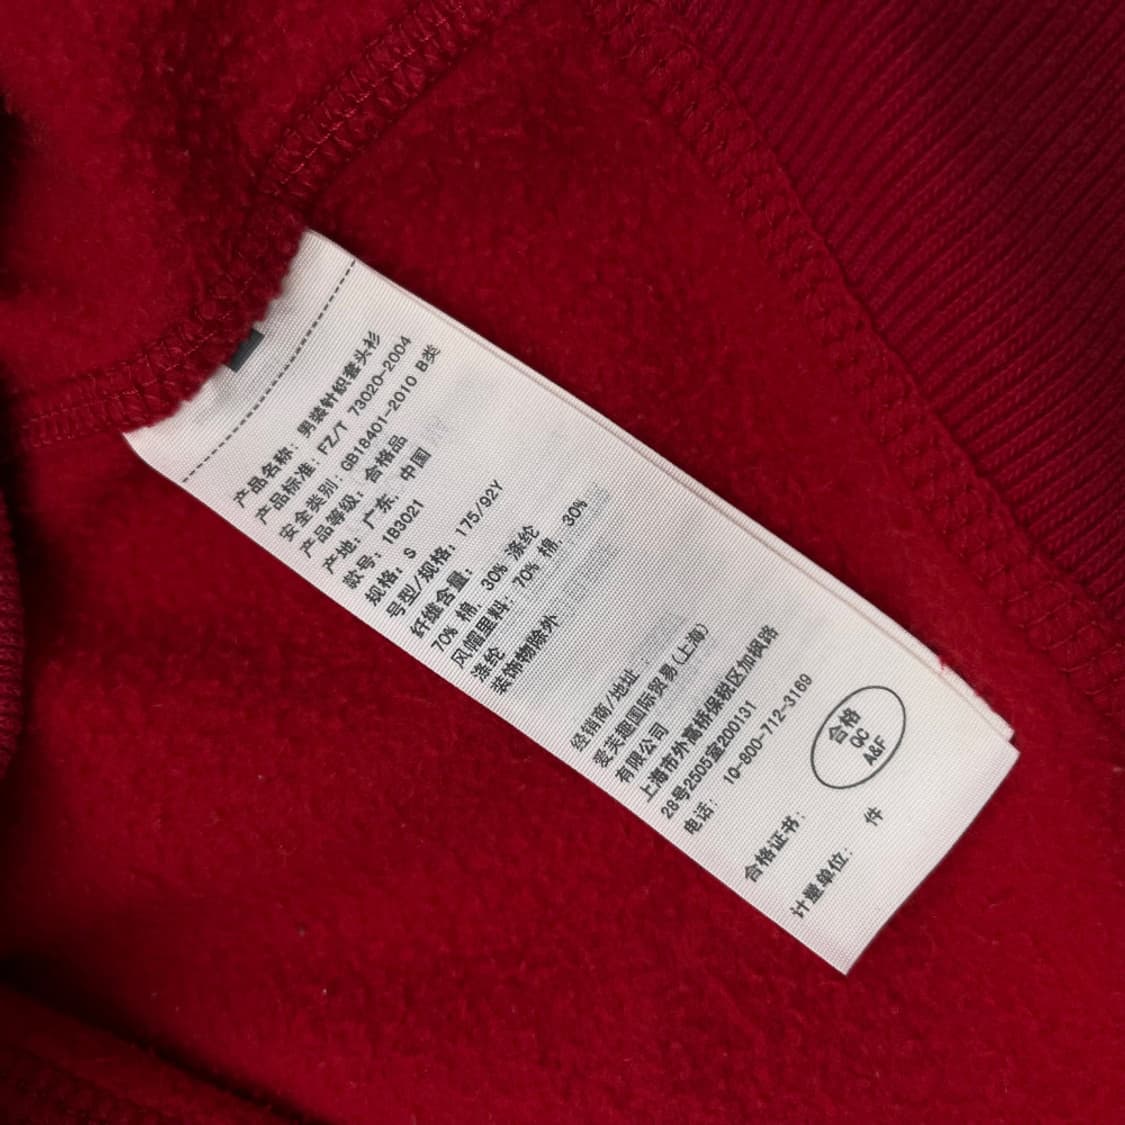 产品名称: 男装针织套头衫
产品标准: FZ/T 73020-2004
安全类别: GB18401-2010 B类
产品等级: 合格品
产地: 广东, 中国
款号: 183021
规格: S
号型/规格: 175/92Y
纤维含量:
70% 棉, 30% 涤纶
风帽里料: 70% 棉, 30%
涤纶
装饰物除外
经销商/地址:
爱芙趣国际贸易(上海)
有限公司
上海市外高桥保税区加枫路
28号2505室200131
电话: 10-800-712-3169
合格
QC
A&F
合格证书:
计量单位: 件